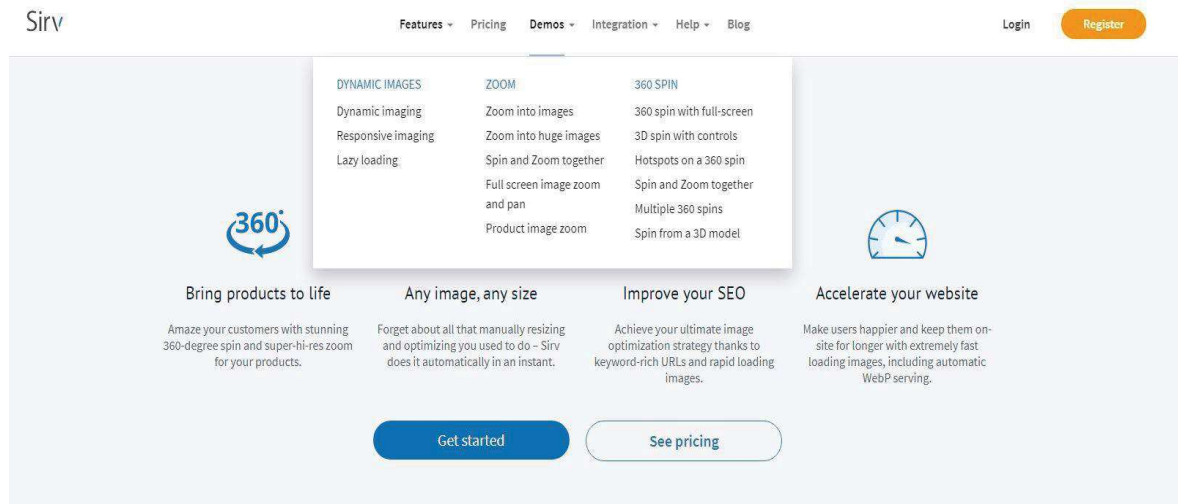 Sirv
Features Pricing Demos Integration Help Blog
Login Register
DYNAMIC IMAGES
Dynamic imaging
Responsive imaging
Lazy loading
ZOOM
Zoom into images
Zoom into huge images
Spin and Zoom together
Full screen image zoom
and pan
Product image zoom
360 SPIN
360 spin with full-screen
3D spin with controls
Hotspots on a 360 spin
Spin and Zoom together
Multiple 360 spins
Spin from a 3D model
360°
Bring products to life
Amaze your customers with stunning
360-degree spin and super-hi-res zoom
for your products.
Any image, any size
Forget about all that manually resizing
and optimizing you used to do – Sirv
does it automatically in an instant.
Improve your SEO
Achieve your ultimate image
optimization strategy thanks to
keyword-rich URLs and rapid loading
images.
Accelerate your website
Make users happier and keep them on-
site for longer with extremely fast
loading images, including automatic
WebP serving.
Get started
See pricing